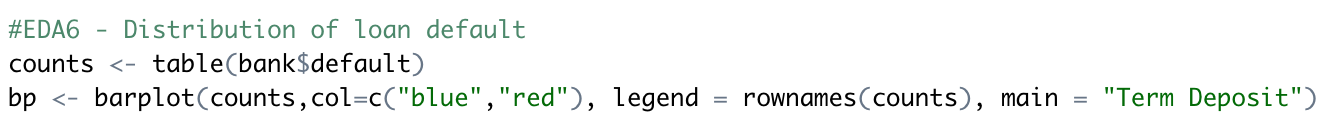 #EDA6 - Distribution of loan default
counts <- table(bank$default)
bp <- barplot(counts,col=c("blue","red"), legend = rownames(counts), main = "Term Deposit")